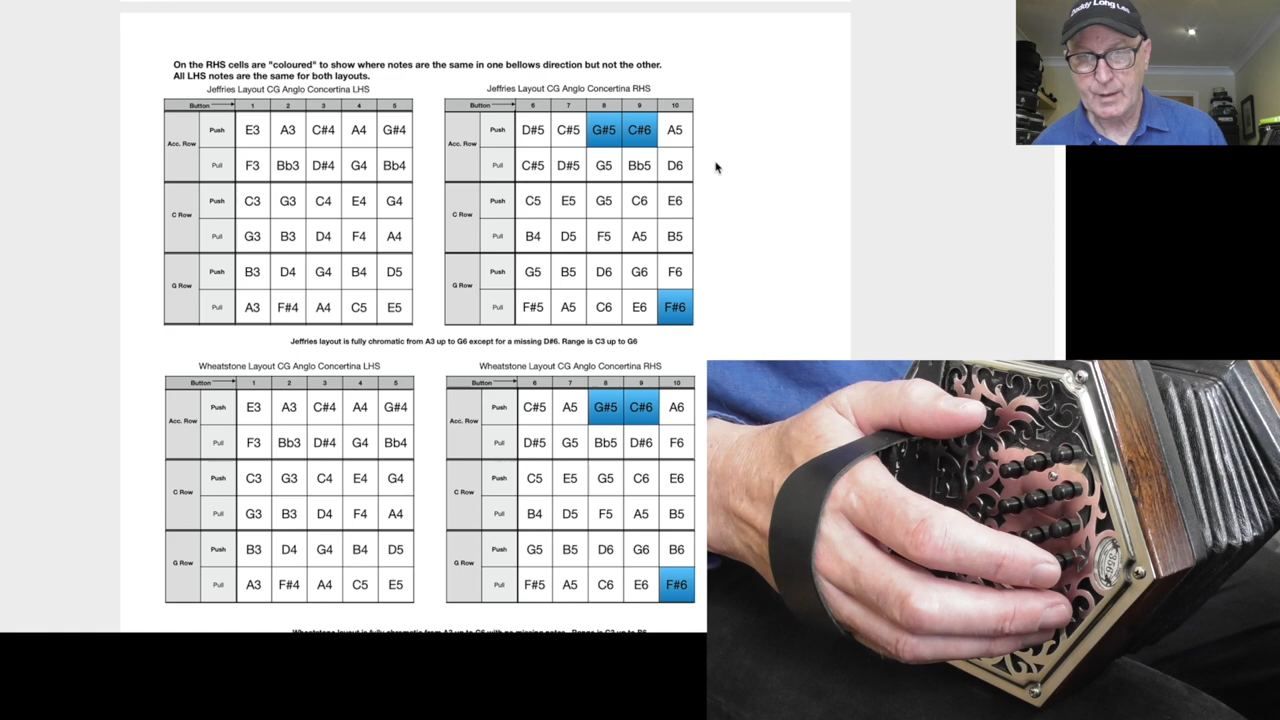 On the RHS cells are "coloured" to show where notes are the same in one bellows direction but not the other.
All LHS notes are the same for both layouts.
Jeffries Layout CG Anglo Concertina LHS
Button 1 2 3 4 5
Acc. Row
Push E3 A3 C#4 A4 G#4
Pull F3 Bb3 D#4 G4 Bb4
C Row
Push C3 G3 C4 E4 G4
Pull G3 B3 D4 F4 A4
G Row
Push B3 D4 G4 B4 D5
Pull A3 F#4 A4 C5 E5
Jeffries Layout CG Anglo Concertina RHS
Button 6 7 8 9 10
Acc. Row
Push D#5 C#5 G#5 C#6 A5
Pull C#5 D#5 G5 Bb5 D6
C Row
Push C5 E5 G5 C6 E6
Pull B4 D5 F5 A5 B5
G Row
Push G5 B5 D6 G6 F6
Pull F#5 A5 C6 E6 F#6
Jeffries layout is fully chromatic from A3 up to G6 except for a missing D#6. Range is C3 up to G6
Wheatstone Layout CG Anglo Concertina LHS
Button 1 2 3 4 5
Acc. Row
Push E3 A3 C#4 A4 G#4
Pull F3 Bb3 D#4 G4 Bb4
C Row
Push C3 G3 C4 E4 G4
Pull G3 B3 D4 F4 A4
G Row
Push B3 D4 G4 B4 D5
Pull A3 F#4 A4 C5 E5
Wheatstone Layout CG Anglo Concertina RHS
Button 6 7 8 9 10
Acc. Row
Push C#5 A5 G#5 C#6 A6
Pull D#5 G5 Bb5 D#6 F6
C Row
Push C5 E5 G5 C6 E6
Pull B4 D5 F5 A5 B5
G Row
Push G5 B5 D6 G6 B6
Pull F#5 A5 C6 E6 F#6
Daddy Long Les
356